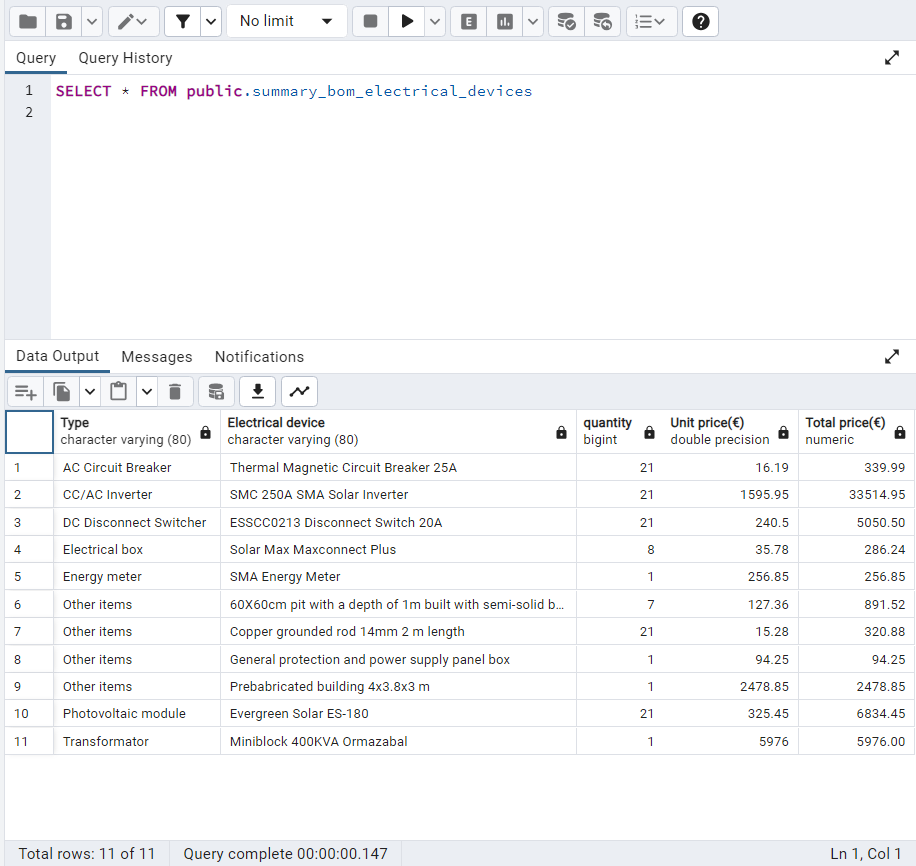 No limit
E
Query Query History
1 SELECT * FROM public.summary_bom_electrical_devices
2
Data Output Messages Notifications
Type Electrical device quantity Unit price(€) Total price(€)
character varying (80) character varying (80) bigint double precision numeric
1 AC Circuit Breaker Thermal Magnetic Circuit Breaker 25A 21 16.19 339.99
2 CC/AC Inverter SMC 250A SMA Solar Inverter 21 1595.95 33514.95
3 DC Disconnect Switcher ESSCC0213 Disconnect Switch 20A 21 240.5 5050.50
4 Electrical box Solar Max Maxconnect Plus 8 35.78 286.24
5 Energy meter SMA Energy Meter 1 256.85 256.85
6 Other items 60X60cm pit with a depth of 1m built with semi-solid b... 7 127.36 891.52
7 Other items Copper grounded rod 14mm 2 m length 21 15.28 320.88
8 Other items General protection and power supply panel box 1 94.25 94.25
9 Other items Prebabricated building 4x3.8x3 m 1 2478.85 2478.85
10 Photovoltaic module Evergreen Solar ES-180 21 325.45 6834.45
11 Transformator Miniblock 400KVA Ormazabal 1 5976 5976.00
Total rows: 11 of 11 Query complete 00:00:00.147 Ln 1, Col 1